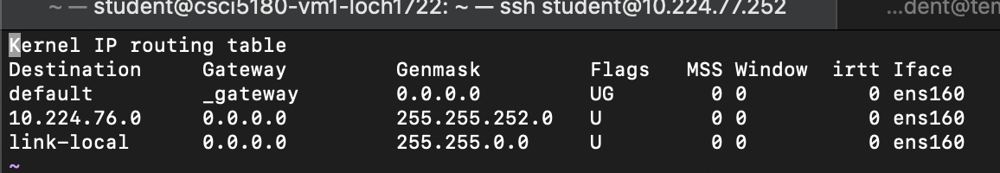 ~ — student@csci5180-vm1-loch1722: ~ — ssh student@10.224.77.252
...dent@tem
Kernel IP routing table
Destination     Gateway         Genmask         Flags   MSS Window  irtt Iface
default         _gateway        0.0.0.0         UG        0 0          0 ens160
10.224.76.0     0.0.0.0         255.255.252.0   U         0 0          0 ens160
link-local      0.0.0.0         255.255.0.0     U         0 0          0 ens160
~